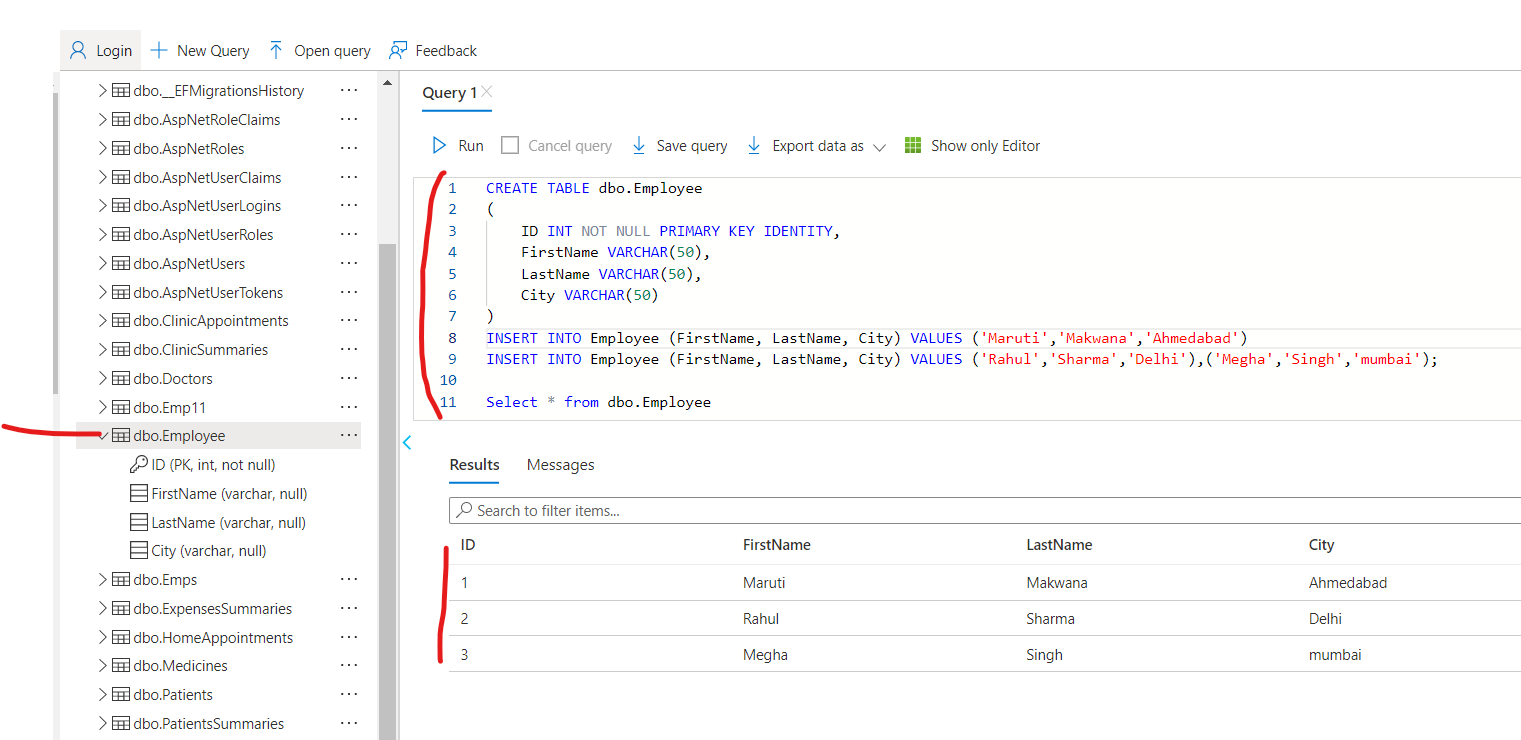 Login New Query Open query Feedback
dbo.__EFMigrationsHistory ...
dbo.AspNetRoleClaims ...
dbo.AspNetRoles ...
dbo.AspNetUserClaims ...
dbo.AspNetUserLogins ...
dbo.AspNetUserRoles ...
dbo.AspNetUsers ...
dbo.AspNetUserTokens ...
dbo.ClinicAppointments ...
dbo.ClinicSummaries ...
dbo.Doctors ...
dbo.Emp11 ...
dbo.Employee ...
ID (PK, int, not null)
FirstName (varchar, null)
LastName (varchar, null)
City (varchar, null)
dbo.Emps ...
dbo.ExpensesSummaries ...
dbo.HomeAppointments ...
dbo.Medicines ...
dbo.Patients ...
dbo.PatientsSummaries ...
Query 1
Run Cancel query Save query Export data as Show only Editor
1 CREATE TABLE dbo.Employee
2 (
3 ID INT NOT NULL PRIMARY KEY IDENTITY,
4 FirstName VARCHAR(50),
5 LastName VARCHAR(50),
6 City VARCHAR(50)
7 )
8 INSERT INTO Employee (FirstName, LastName, City) VALUES ('Maruti','Makwana','Ahmedabad')
9 INSERT INTO Employee (FirstName, LastName, City) VALUES ('Rahul','Sharma','Delhi'),('Megha','Singh','mumbai');
10
11 Select * from dbo.Employee
Results Messages
Search to filter items...
ID FirstName LastName City
1 Maruti Makwana Ahmedabad
2 Rahul Sharma Delhi
3 Megha Singh mumbai